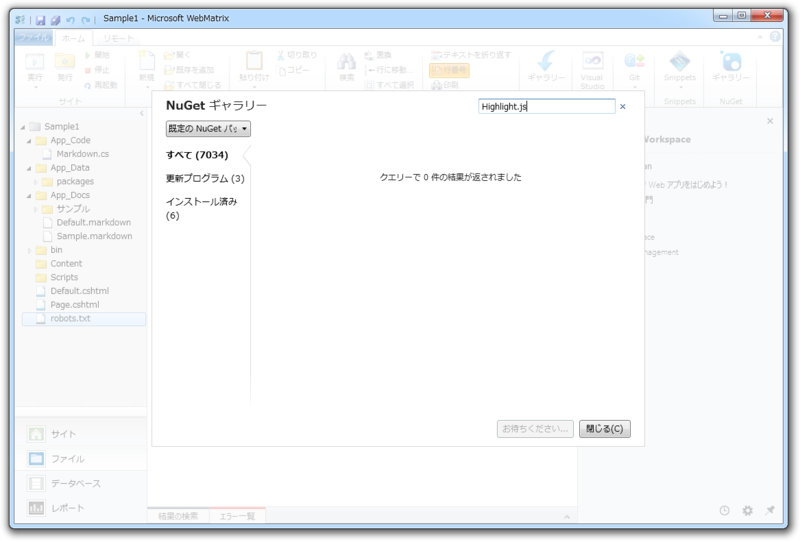 Sample1 - Microsoft WebMatrix
ファイル ホーム リモート
実行 実行 開始 停止 再起動 新規 開く 既存を追加 すべて閉じる 貼り付け 切り取り コピー 検索 置換 行に移動... すべて選択 テキストを折り返す 行番号 印刷 ギャラリー Visual Studio Git Snippets ギャラリー
サイト Snippets NuGet
NuGet ギャラリー
Highlight.js
既定の NuGet パッ
すべて (7034)
更新プログラム (3)
インストール済み
(6)
クエリーで 0 件の結果が返されました
お待ちください... 閉じる(C)
Sample1
App_Code
Markdown.cs
App_Data
packages
App_Docs
サンプル
Default.markdown
Sample.markdown
bin
Content
Scripts
Default.cshtml
Page.cshtml
robots.txt
サイト
ファイル
データベース
レポート
Workspace
Web アプリをはじめよう！
門
結果の検索 エラー一覧